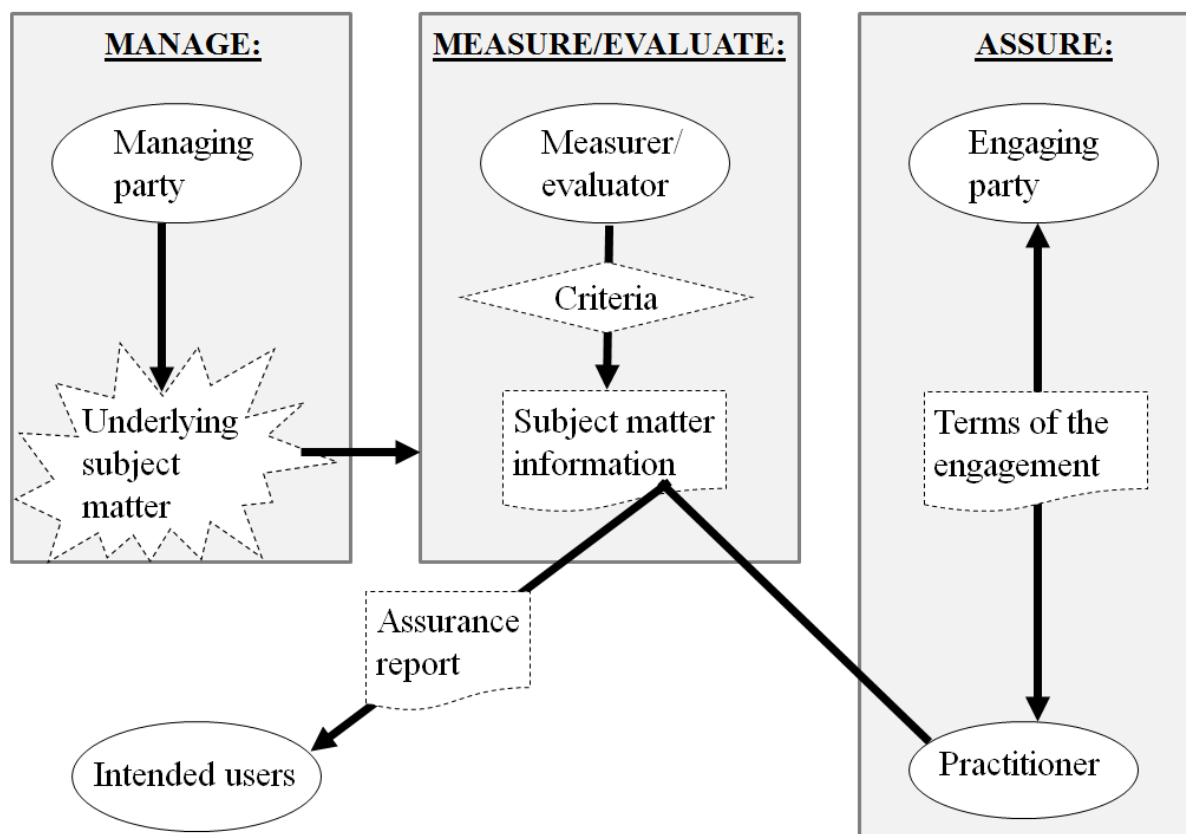 MANAGE:
Managing
party
Underlying
subject
matter
MEASURE/EVALUATE:
Measurer/
evaluator
Criteria
Subject matter
information
ASSURE:
Engaging
party
Terms of the
engagement
Practitioner
Assurance
report
Intended users